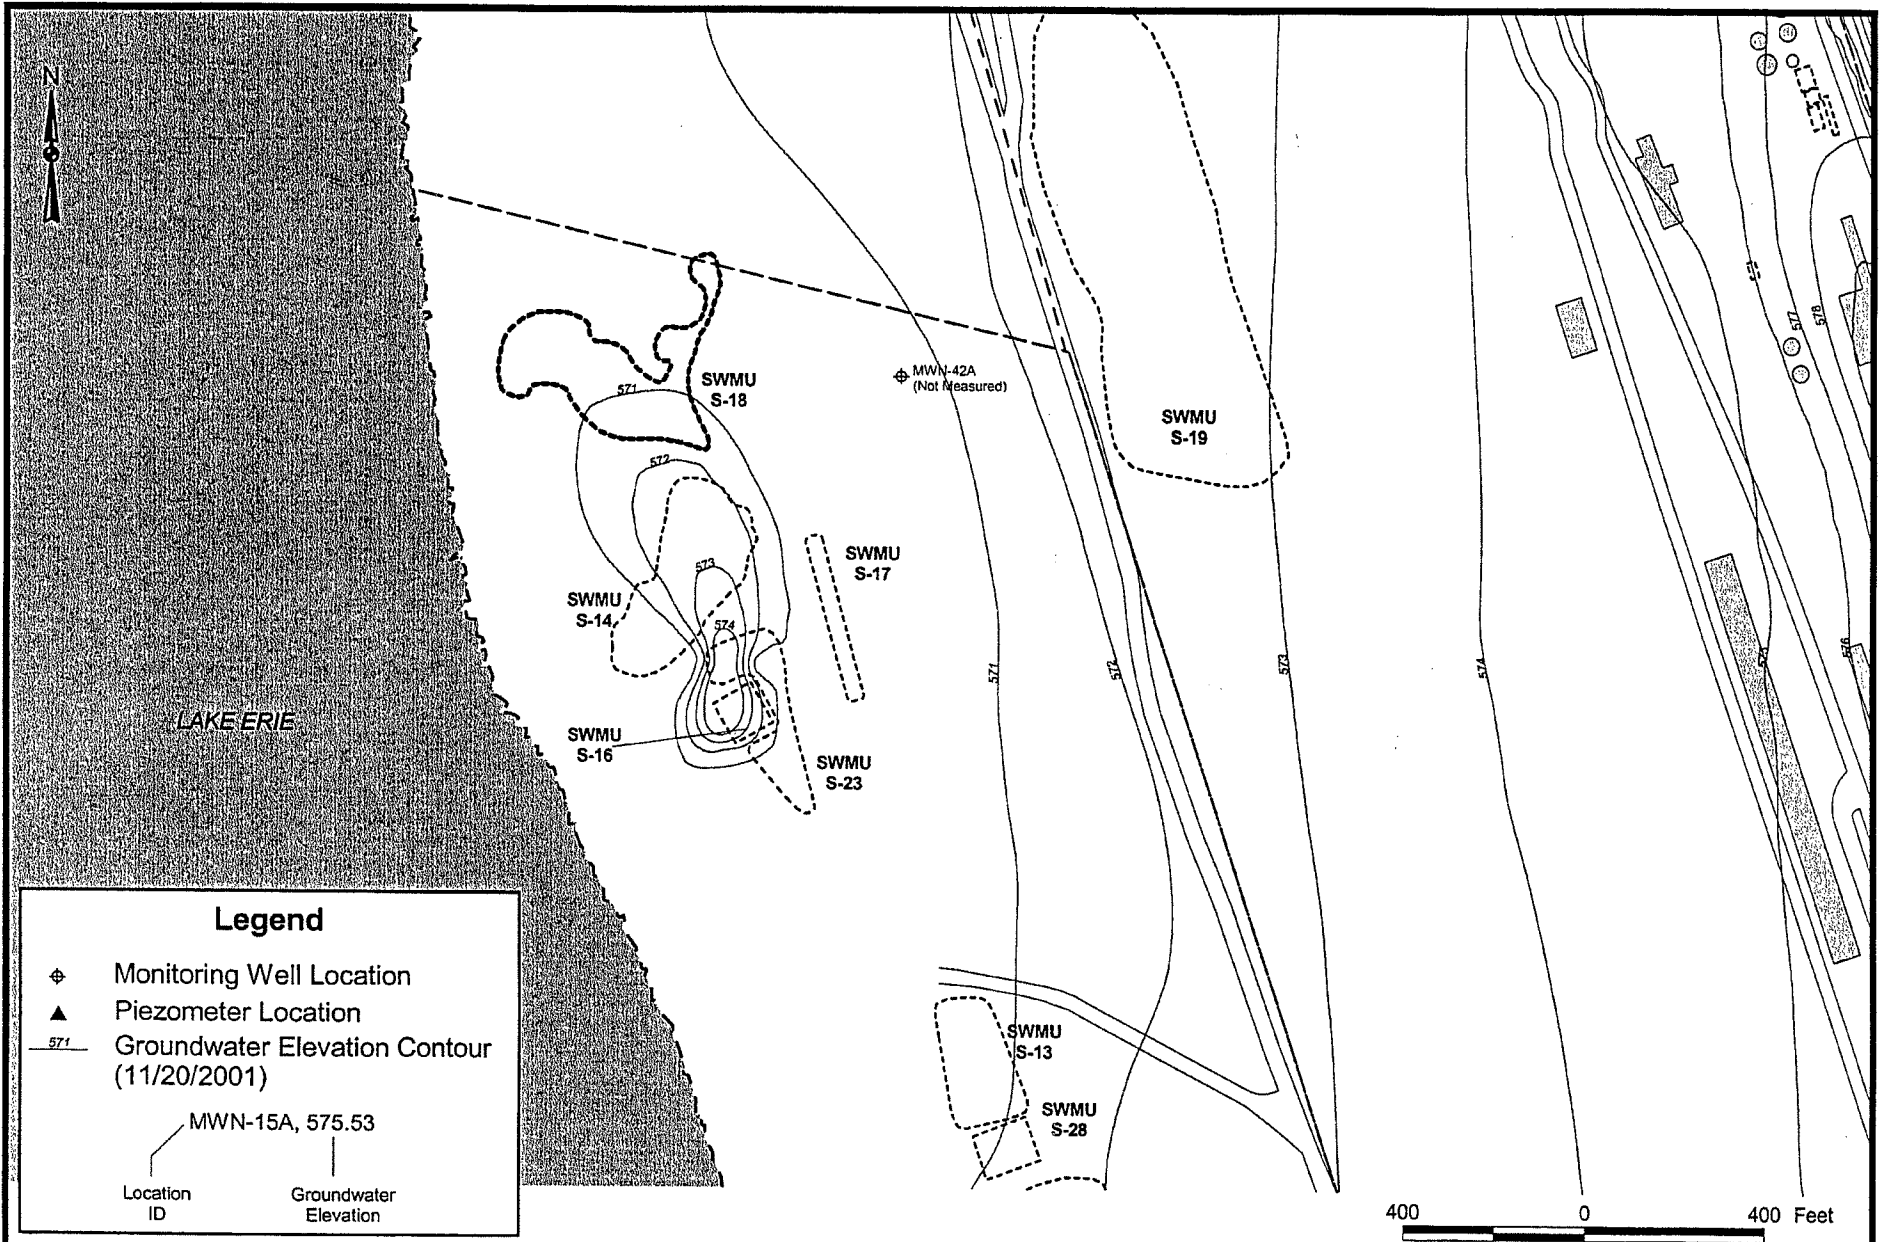 N
577
578
571
SWMU
S-18
MWN-42A
(Not Measured)
SWMU
S-19
572
573
SWMU
S-17
SWMU
S-14
574
571
572
573
574
575
576
LAKE ERIE
SWMU
S-16
SWMU
S-23
Legend
Monitoring Well Location
Piezometer Location
571
Groundwater Elevation Contour
(11/20/2001)
MWN-15A, 575.53
Location
ID
Groundwater
Elevation
SWMU
S-13
SWMU
S-28
400 0 400 Feet